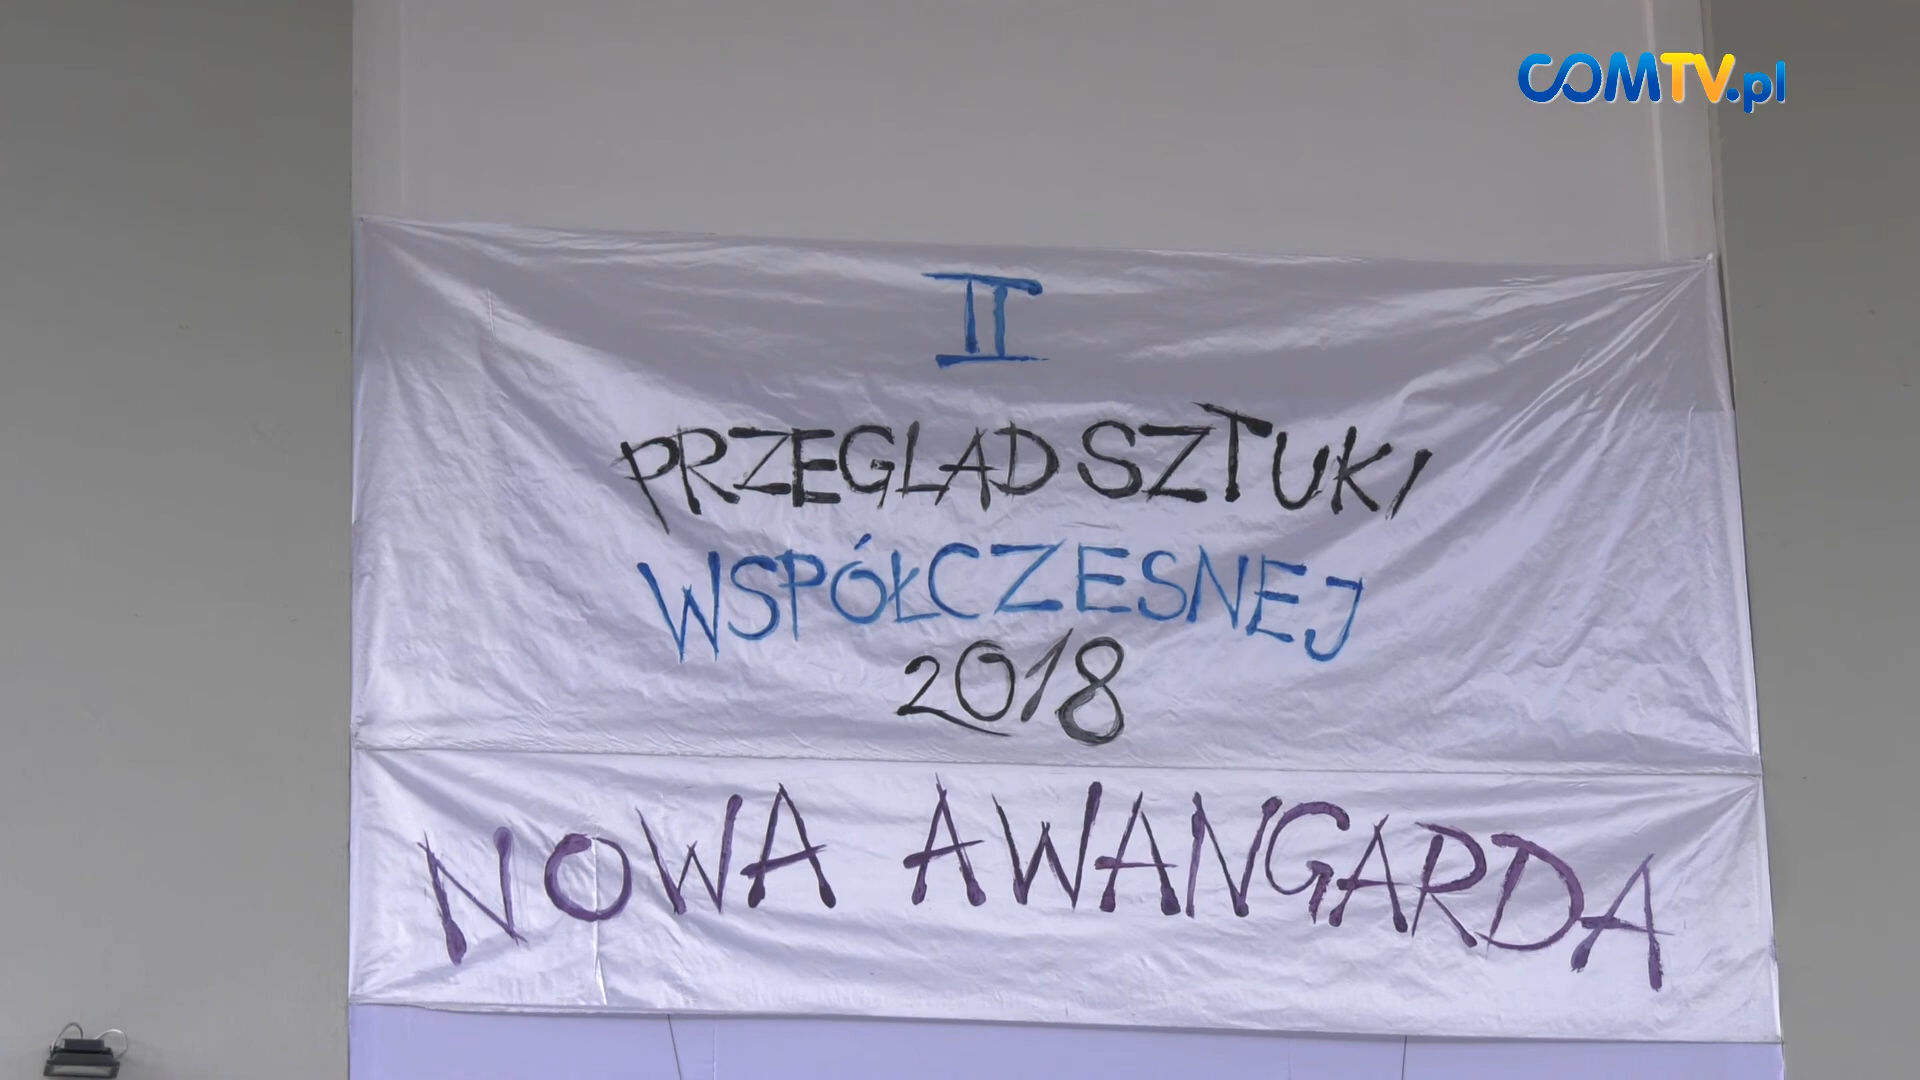 COMTV.pl
II
PRZEGLĄD SZTUKI
WSPÓŁCZESNEJ
2018
NOWA AWANGARDA